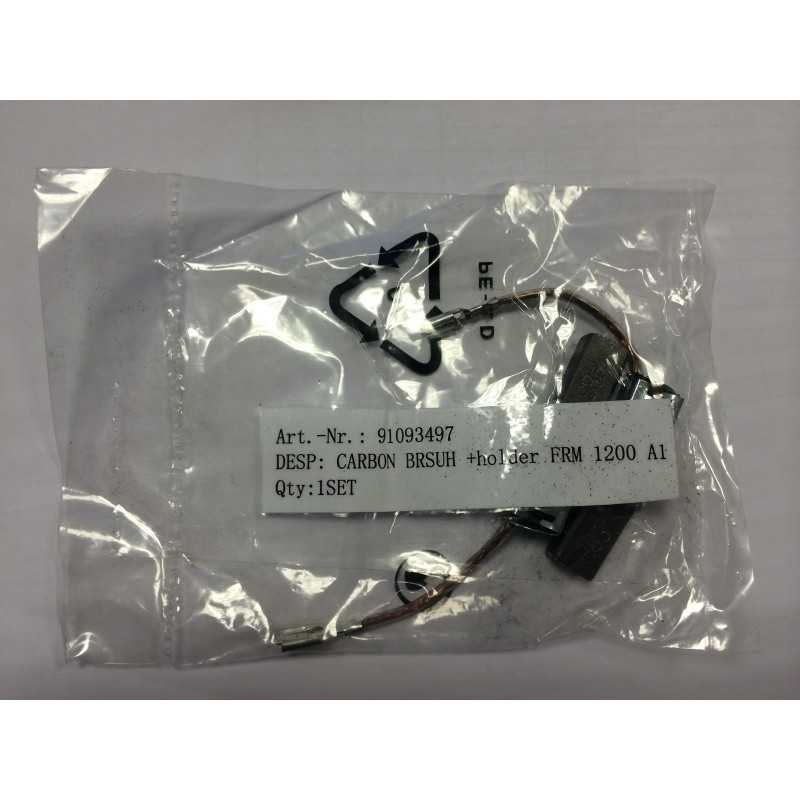 PE-LD
Art.-Nr.: 91093497
DESP: CARBON BRSUH +holder FRM 1200 A1
Qty:1SET